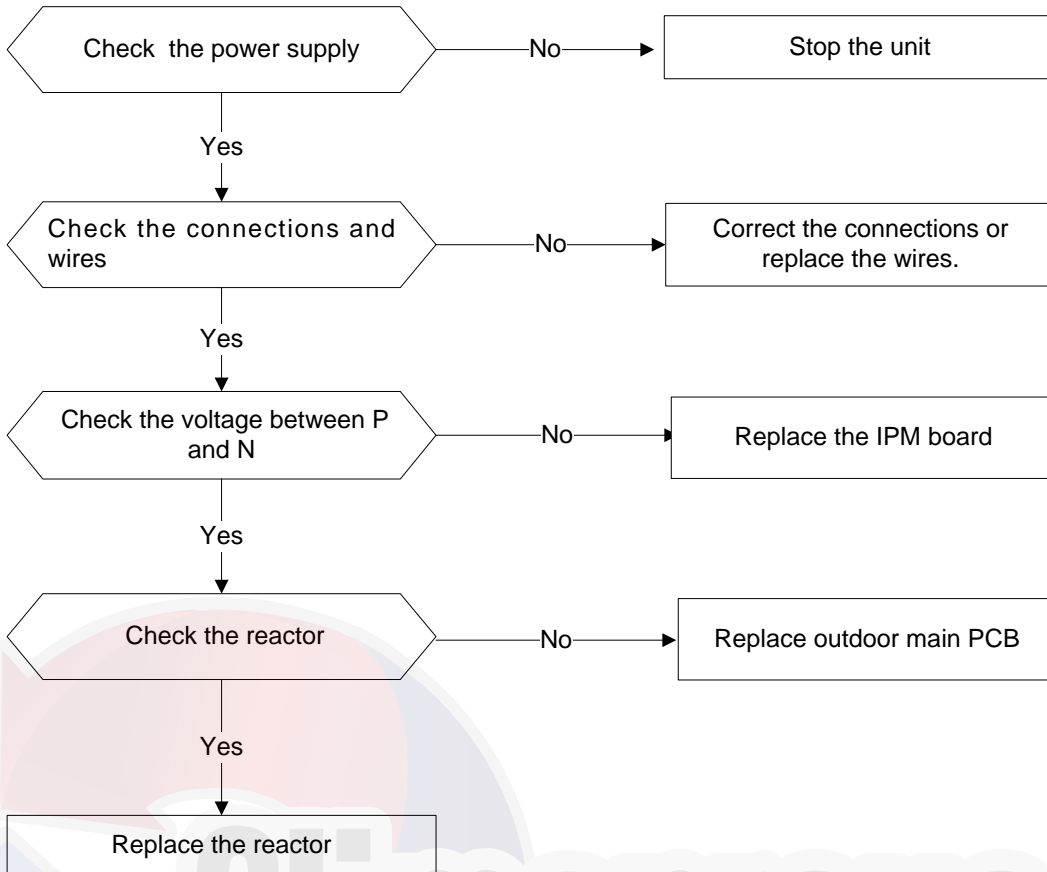 Check the power supply
No
Stop the unit
Yes
Check the connections and
wires
No
Correct the connections or
replace the wires.
Yes
Check the voltage between P
and N
No
Replace the IPM board
Yes
Check the reactor
No
Replace outdoor main PCB
Yes
Replace the reactor